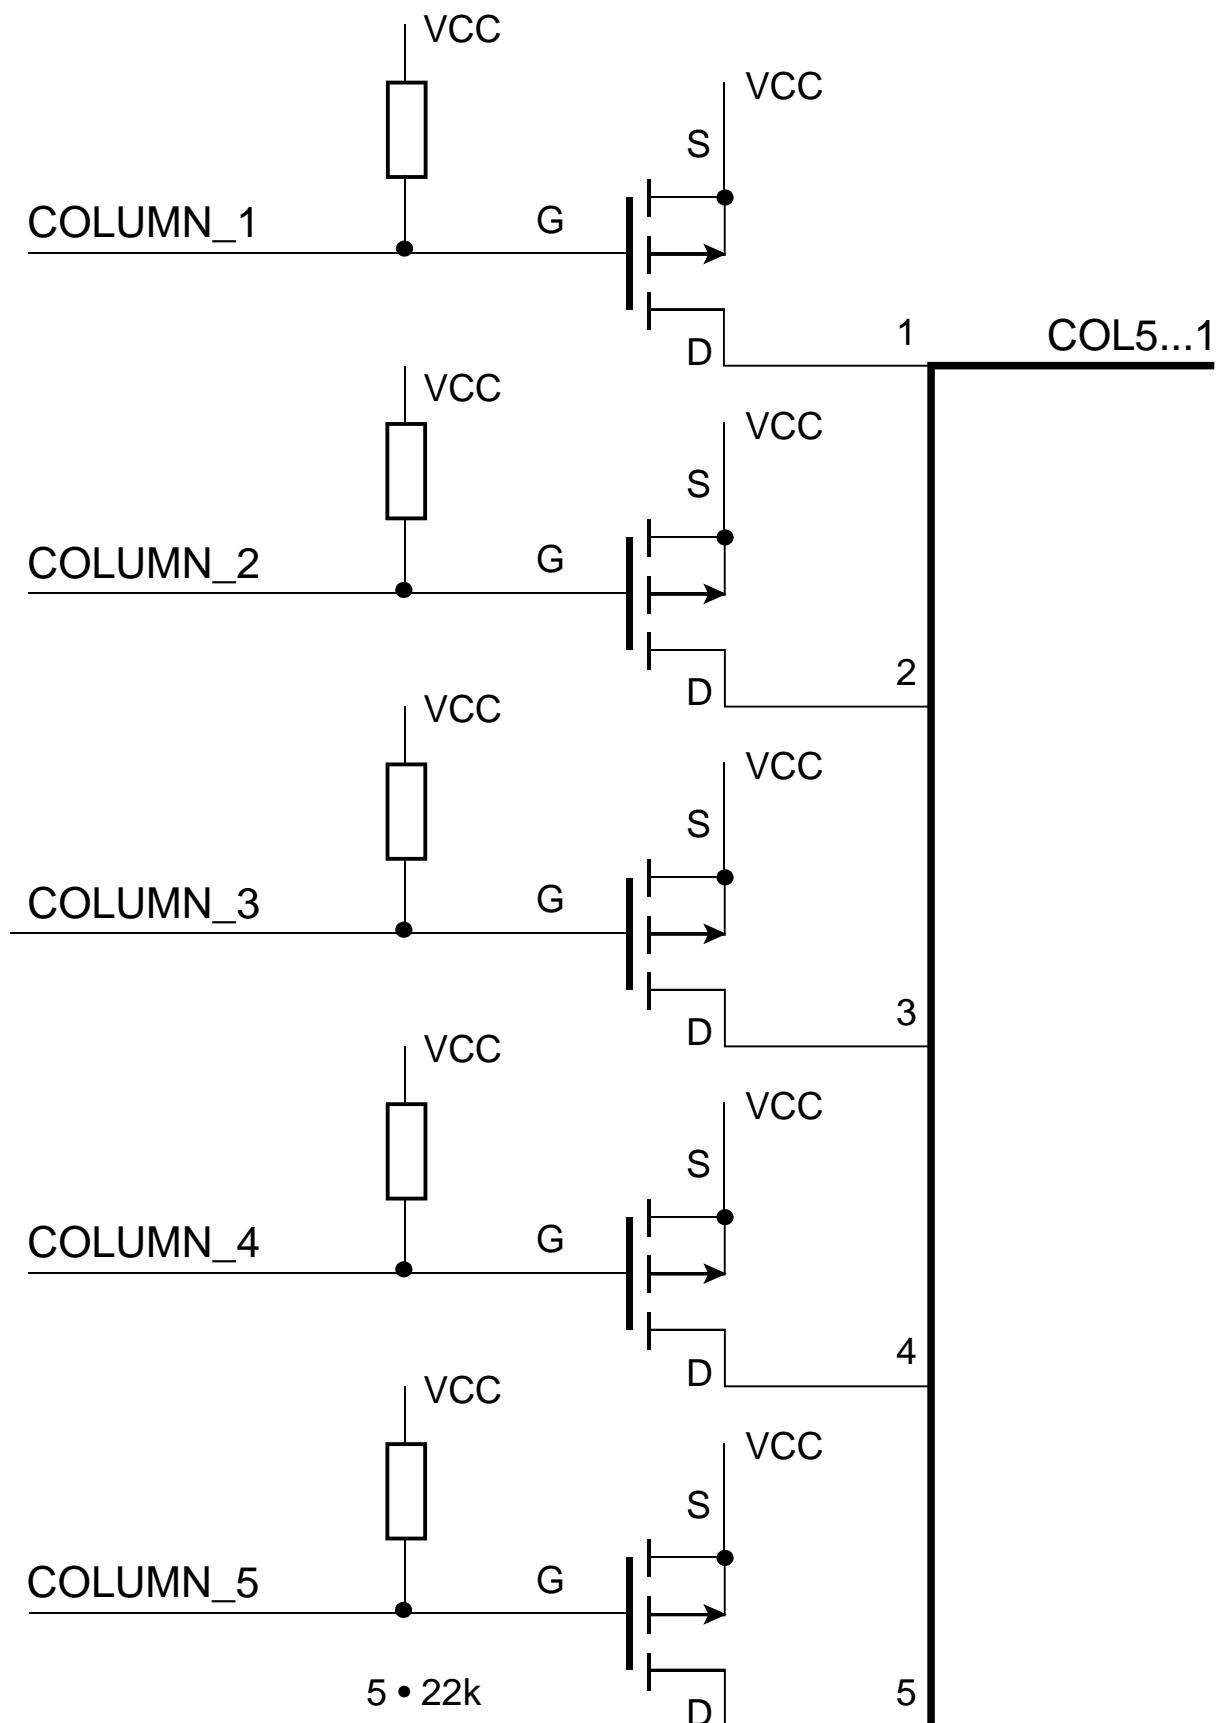 VCC
VCC
S
COLUMN_1
G
D
1
COL5...1
VCC
VCC
S
COLUMN_2
G
D
2
VCC
VCC
S
COLUMN_3
G
D
3
VCC
VCC
S
COLUMN_4
G
D
4
VCC
VCC
S
COLUMN_5
G
5 • 22k
D
5